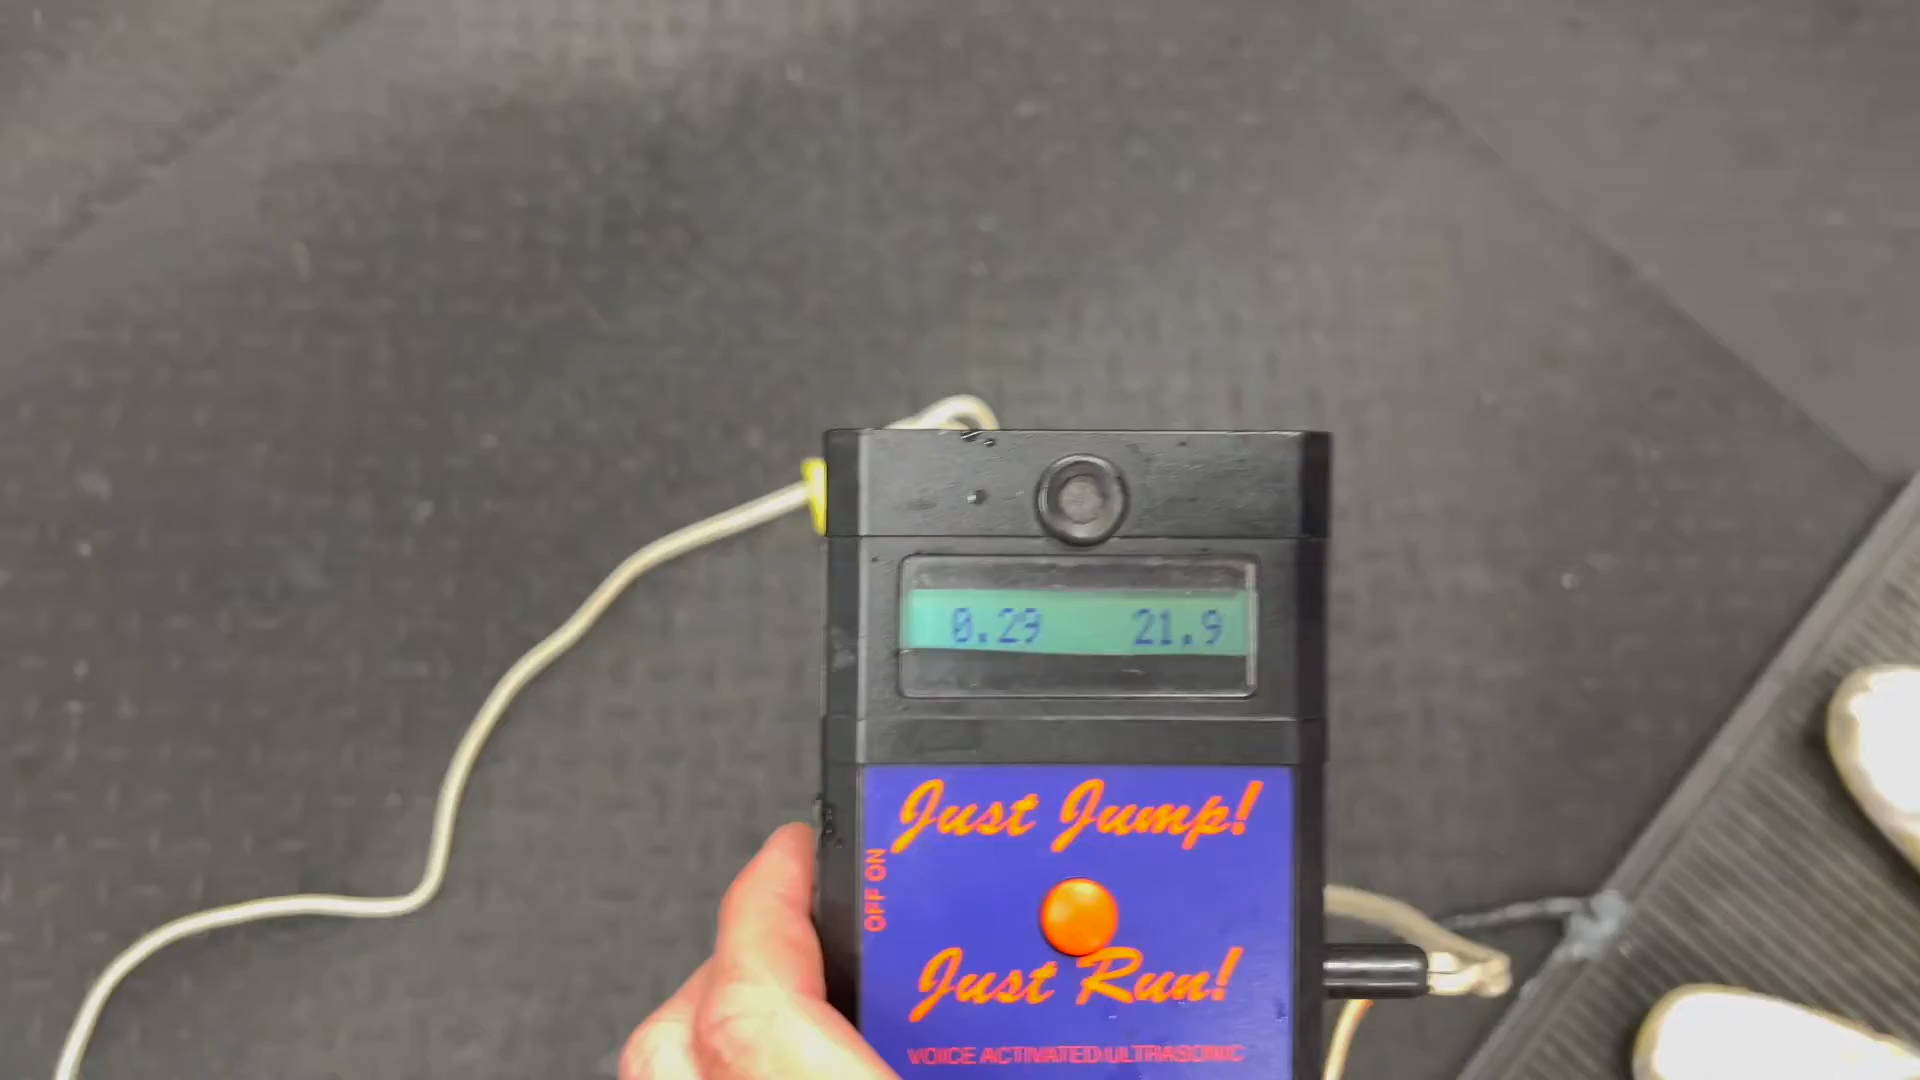 0.29 21.9
Just Jump!
OFF ON
Just Run!
VOICE ACTIVATED ULTRASONIC